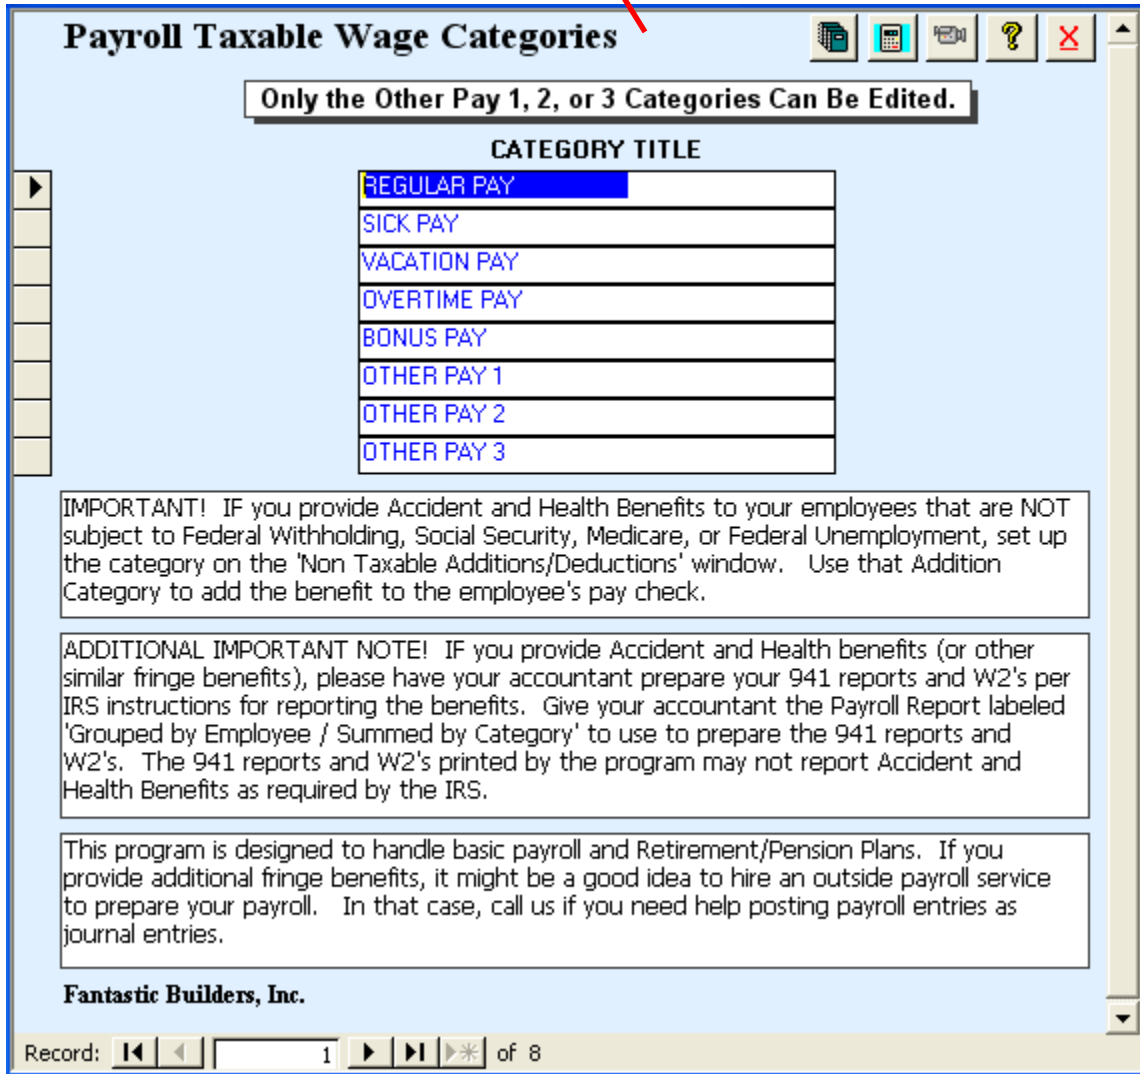 Payroll Taxable Wage Categories
Only the Other Pay 1, 2, or 3 Categories Can Be Edited.
CATEGORY TITLE
REGULAR PAY
SICK PAY
VACATION PAY
OVERTIME PAY
BONUS PAY
OTHER PAY 1
OTHER PAY 2
OTHER PAY 3
IMPORTANT!  IF you provide Accident and Health Benefits to your employees that are NOT
subject to Federal Withholding, Social Security, Medicare, or Federal Unemployment, set up
the category on the 'Non Taxable Additions/Deductions' window.   Use that Addition
Category to add the benefit to the employee's pay check.
ADDITIONAL IMPORTANT NOTE!  IF you provide Accident and Health benefits (or other
similar fringe benefits), please have your accountant prepare your 941 reports and W2's per
IRS instructions for reporting the benefits.  Give your accountant the Payroll Report labeled
'Grouped by Employee / Summed by Category' to use to prepare the 941 reports and
W2's.  The 941 reports and W2's printed by the program may not report Accident and
Health Benefits as required by the IRS.
This program is designed to handle basic payroll and Retirement/Pension Plans.  If you
provide additional fringe benefits, it might be a good idea to hire an outside payroll service
to prepare your payroll.   In that case, call us if you need help posting payroll entries as
journal entries.
Fantastic Builders, Inc.
Record: 1 of 8